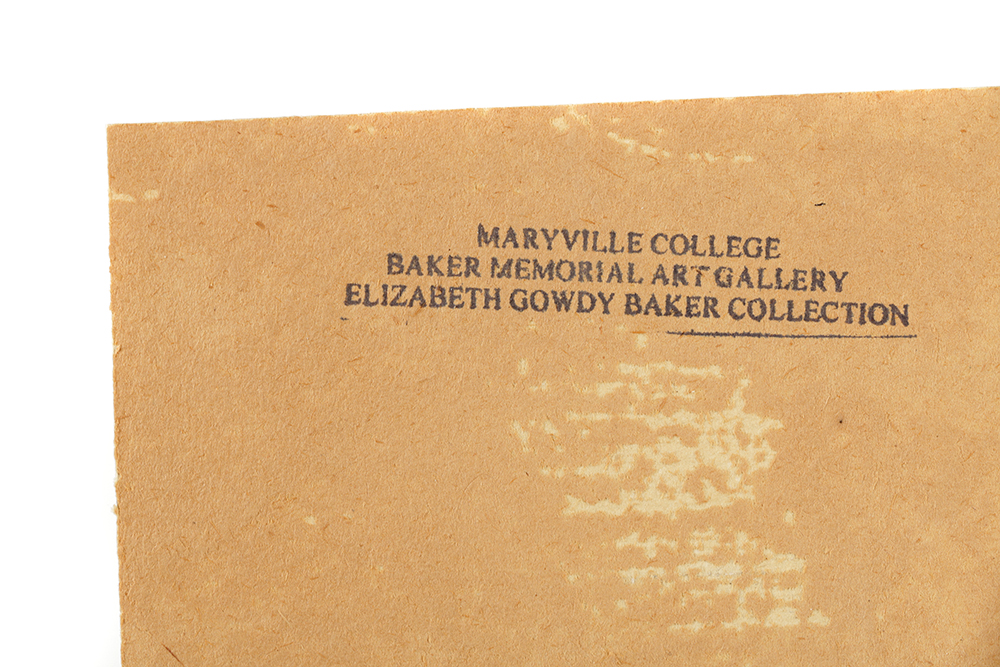 MARYVILLE COLLEGE
BAKER MEMORIAL ART GALLERY
ELIZABETH GOWDY BAKER COLLECTION